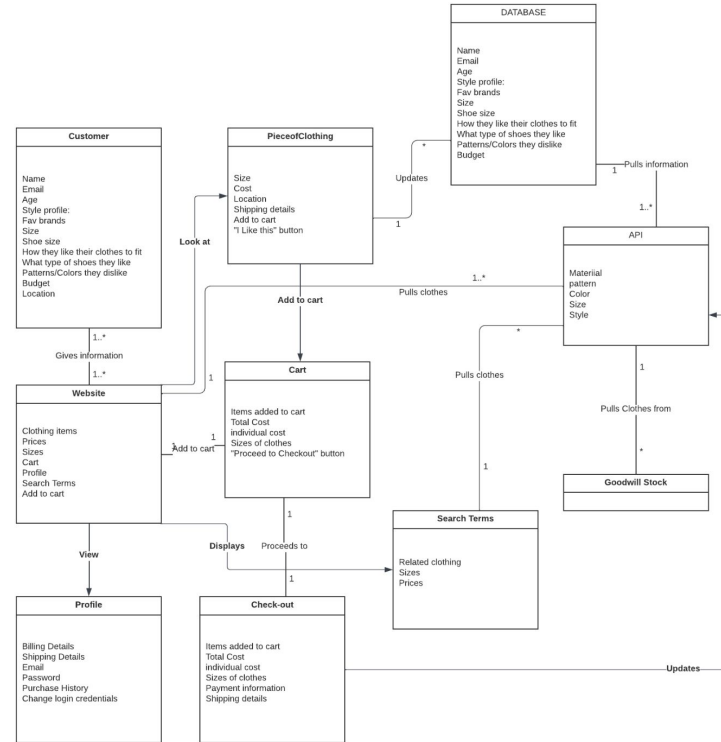 DATABASE
Name
Email
Age
Style profile:
Fav brands
Size
Shoe size
How they like their clothes to fit
What type of shoes they like
Patterns/Colors they dislike
Budget
Customer
Name
Email
Age
Style profile:
Fav brands
Size
Shoe size
How they like their clothes to fit
What type of shoes they like
Patterns/Colors they dislike
Budget
Location
PieceofClothing
Size
Cost
Location
Shipping details
Add to cart
"I Like this" button
*
Updates
1
1
Pulls information
1..*
API
Materiial
pattern
Color
Size
Style
Look at
Add to cart
1..*
Pulls clothes
1
1..*
Gives information
1..*
Website
Clothing items
Prices
Sizes
Cart
Profile
Search Terms
Add to cart
1
Add to cart
1
Cart
Items added to cart
Total Cost
individual cost
Sizes of clothes
"Proceed to Checkout" button
*
Pulls clothes
1
1
Pulls Clothes from
*
Goodwill Stock
Search Terms
Related clothing
Sizes
Prices
Displays
1
Proceeds to
1
View
Profile
Billing Details
Shipping Details
Email
Password
Purchase History
Change login credentials
Check-out
Items added to cart
Total Cost
individual cost
Sizes of clothes
Payment information
Shipping details
Updates